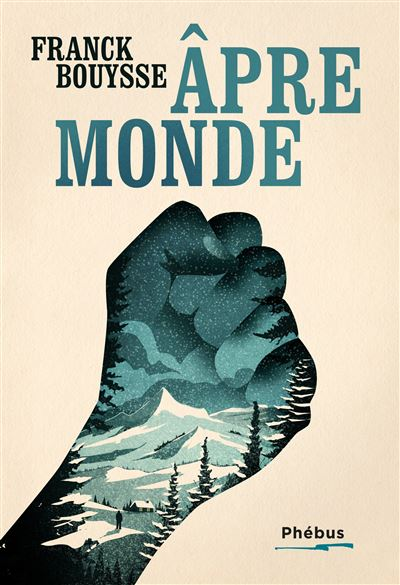 FRANCK
BOUYSSE
ÂPRE
MONDE
Phébus